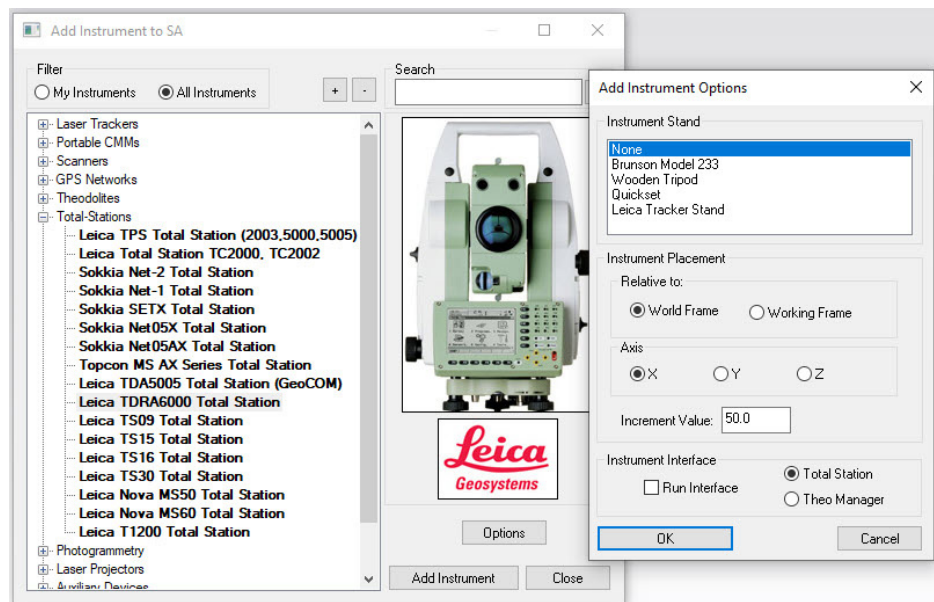 Add Instrument to SA
Filter
My Instruments
All Instruments
+
-
Search
Laser Trackers
Portable CMMs
Scanners
GPS Networks
Theodolites
Total-Stations
Leica TPS Total Station (2003,5000,5005)
Leica Total Station TC2000, TC2002
Sokkia Net-2 Total Station
Sokkia Net-1 Total Station
Sokkia SETX Total Station
Sokkia Net05X Total Station
Sokkia Net05AX Total Station
Topcon MS AX Series Total Station
Leica TDA5005 Total Station (GeoCOM)
Leica TDRA6000 Total Station
Leica TS09 Total Station
Leica TS15 Total Station
Leica TS16 Total Station
Leica TS30 Total Station
Leica Nova MS50 Total Station
Leica Nova MS60 Total Station
Leica T1200 Total Station
Photogrammetry
Laser Projectors
Auxiliary Devices
Leica
Geosystems
Options
Add Instrument
Close
Add Instrument Options
Instrument Stand
None
Brunson Model 233
Wooden Tripod
Quickset
Leica Tracker Stand
Instrument Placement
Relative to:
World Frame
Working Frame
Axis
X
Y
Z
Increment Value: 50.0
Instrument Interface
Run Interface
Total Station
Theo Manager
OK
Cancel